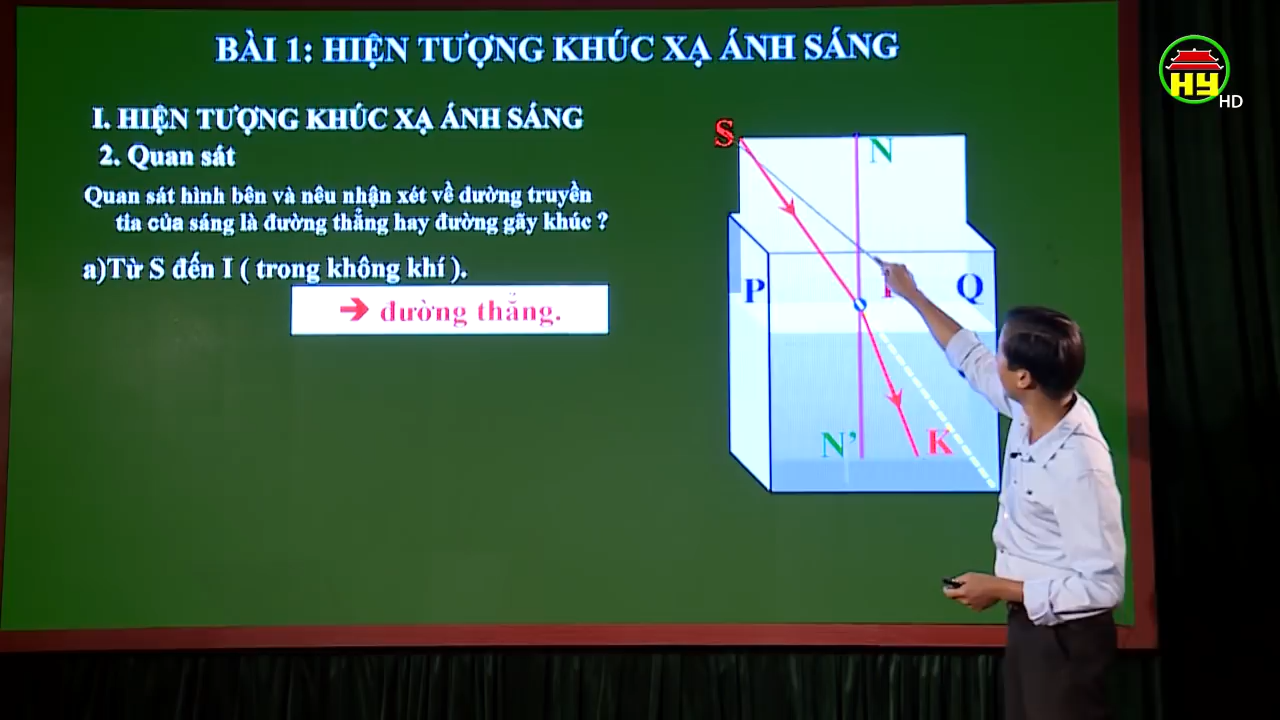 BÀI 1: HIỆN TƯỢNG KHÚC XẠ ÁNH SÁNG
I. HIỆN TƯỢNG KHÚC XẠ ÁNH SÁNG
2. Quan sát
Quan sát hình bên và nêu nhận xét về đường truyền
tia của sáng là đường thẳng hay đường gãy khúc ?
a)Từ S đến I ( trong không khí ).
➔ đường thẳng.
S
N
I
P
Q
N'
K
HY
HD